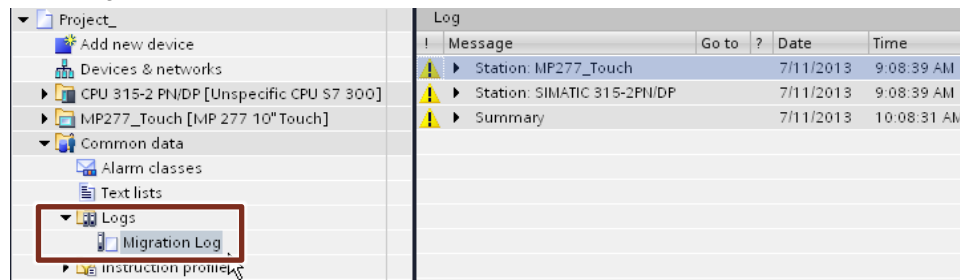 Project_
Add new device
Devices & networks
CPU 315-2 PN/DP [Unspecific CPU S7 300]
MP277_Touch [MP 277 10" Touch]
Common data
Alarm classes
Text lists
Logs
Migration Log
Instruction profile
Log
! Message Go to ? Date Time
Station: MP277_Touch 7/11/2013 9:08:39 AM
Station: SIMATIC 315-2PN/DP 7/11/2013 9:08:39 AM
Summary 7/11/2013 10:08:31 AM